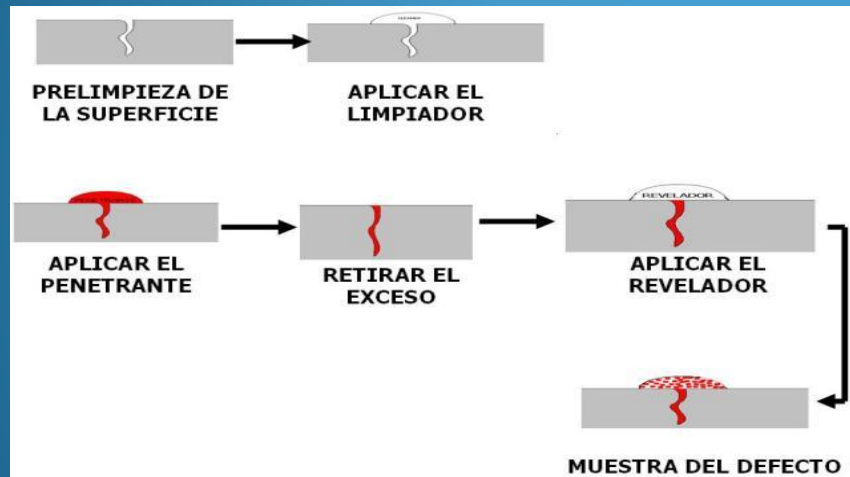 PRELIMPIEZA DE
LA SUPERFICIE
APLICAR EL
LIMPIADOR
APLICAR EL
PENETRANTE
RETIRAR EL
EXCESO
REVELADOR
APLICAR EL
REVELADOR
MUESTRA DEL DEFECTO